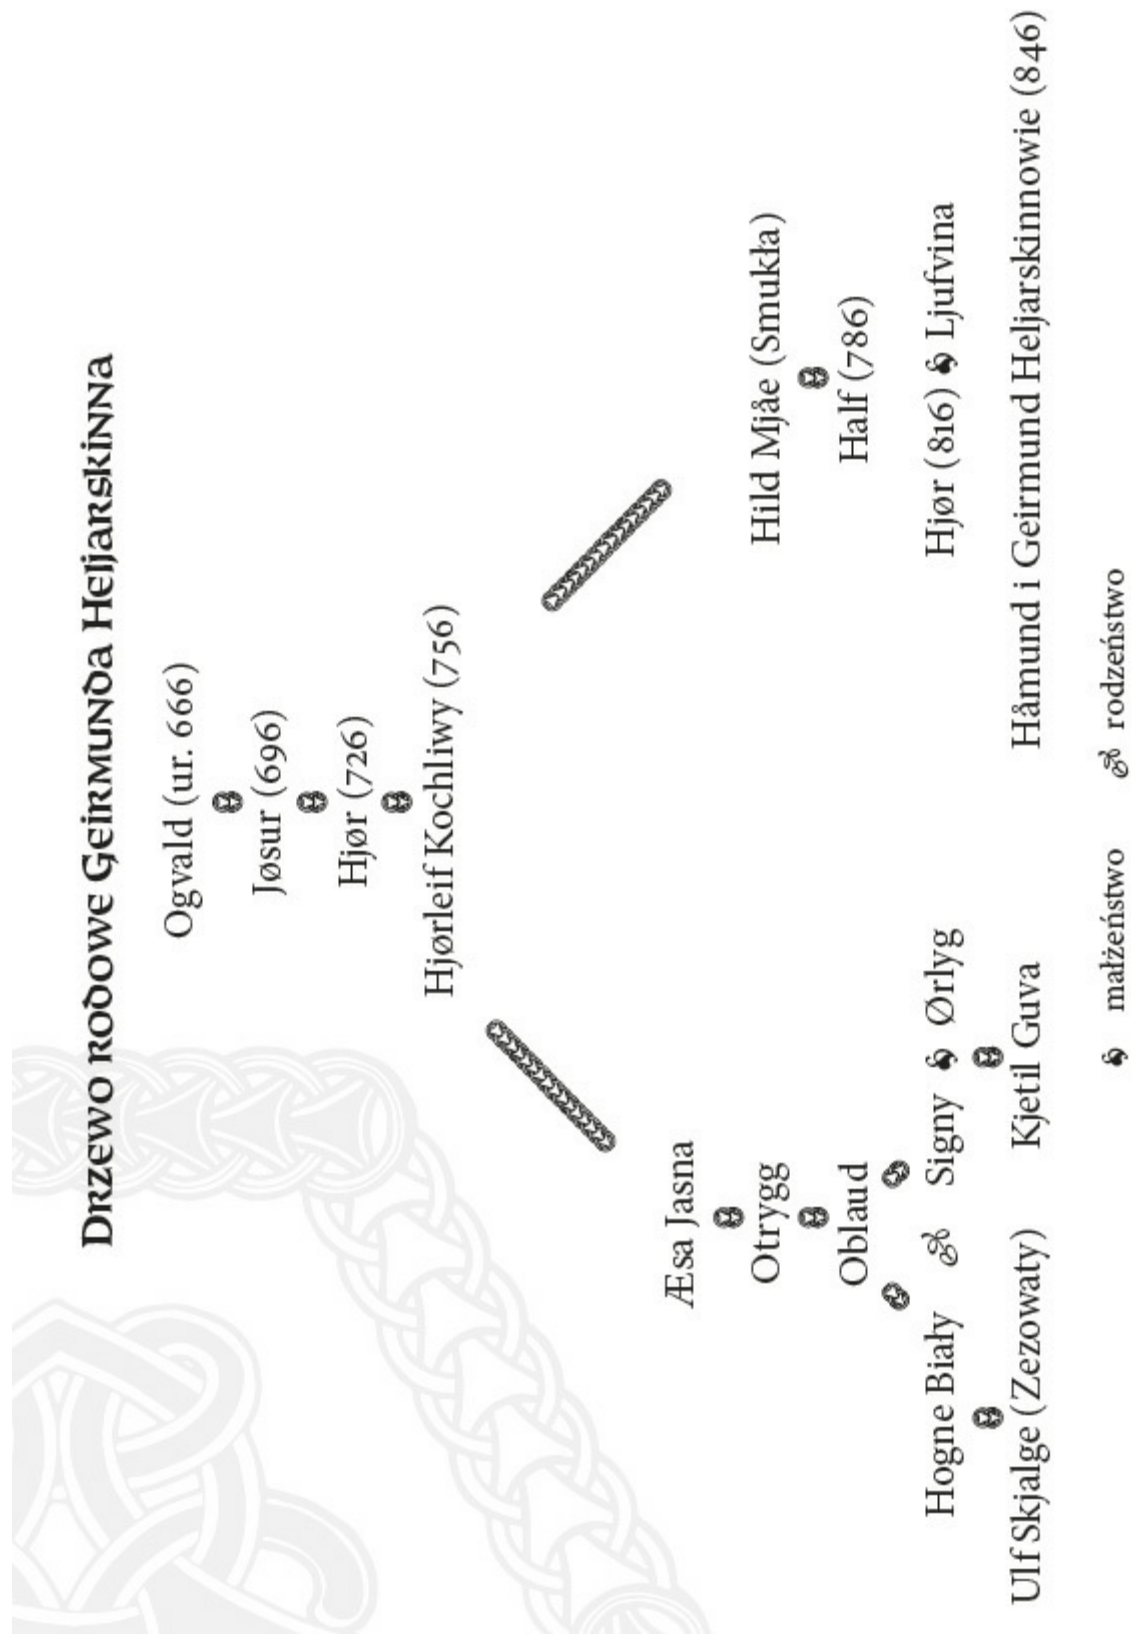 Drzewo rodowe Geirmunda Heljarskinna
Ogvald (ur. 666)
Jøsur (696)
Hjør (726)
Hjørleif Kochliwy (756)
Æsa Jasna
Otrygg
Oblaud
Hogne Biały
Signy
Ørlyg
Ulf Skjalge (Zezowaty)
Kjetil Guva
Hild Mjåe (Smukła)
Half (786)
Hjør (816)
Ljufvina
Håmund i Geirmund Heljarskinnowie (846)
małżeństwo
rodzeństwo